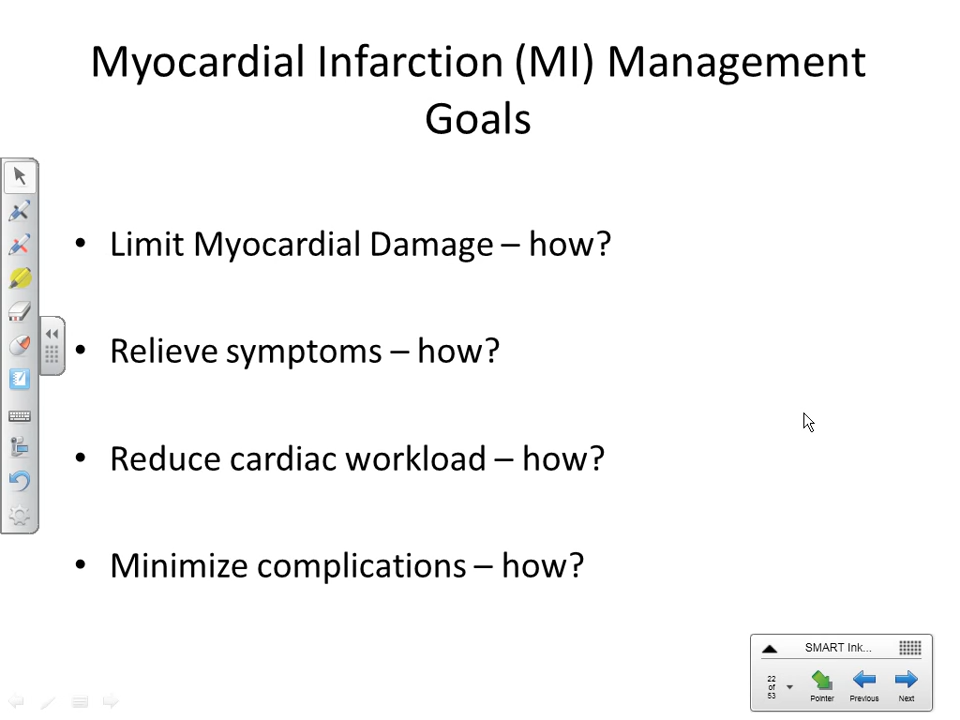 Myocardial Infarction (MI) Management
Goals
• Limit Myocardial Damage – how?
• Relieve symptoms – how?
• Reduce cardiac workload – how?
• Minimize complications – how?
SMART Ink...
22
of
53
Pointer
Previous
Next